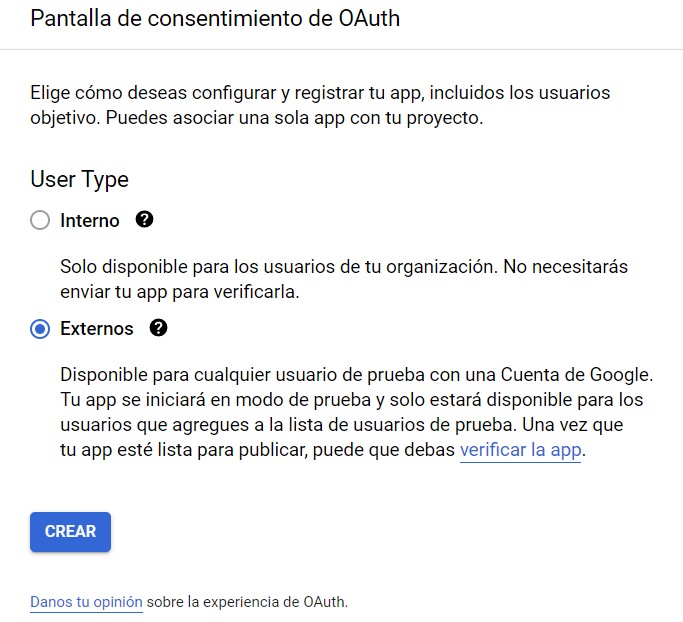 Pantalla de consentimiento de OAuth
Elige cómo deseas configurar y registrar tu app, incluidos los usuarios
objetivo. Puedes asociar una sola app con tu proyecto.
User Type
Interno ?
Solo disponible para los usuarios de tu organización. No necesitarás
enviar tu app para verificarla.
Externos ?
Disponible para cualquier usuario de prueba con una Cuenta de Google.
Tu app se iniciará en modo de prueba y solo estará disponible para los
usuarios que agregues a la lista de usuarios de prueba. Una vez que
tu app esté lista para publicar, puede que debas verificar la app.
CREAR
Danos tu opinión sobre la experiencia de OAuth.